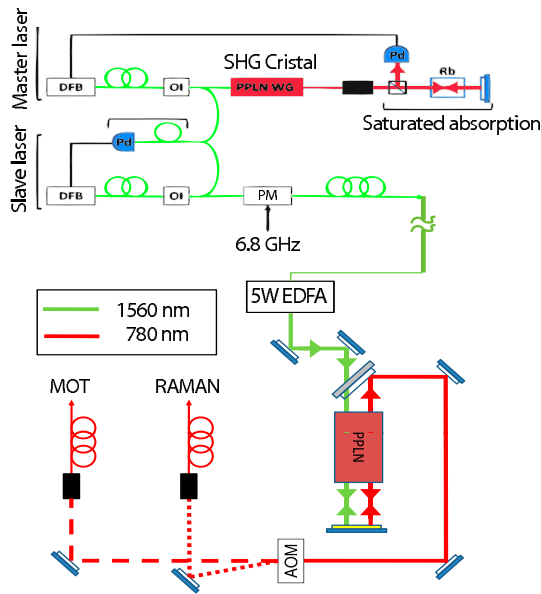 Master laser
DFB
OI
SHG Cristal
PPLN WG
Pd
Rb
Saturated absorption
Slave laser
Pd
DFB
OI
PM
6.8 GHz
5W EDFA
1560 nm
780 nm
MOT
RAMAN
PPLN
AOM